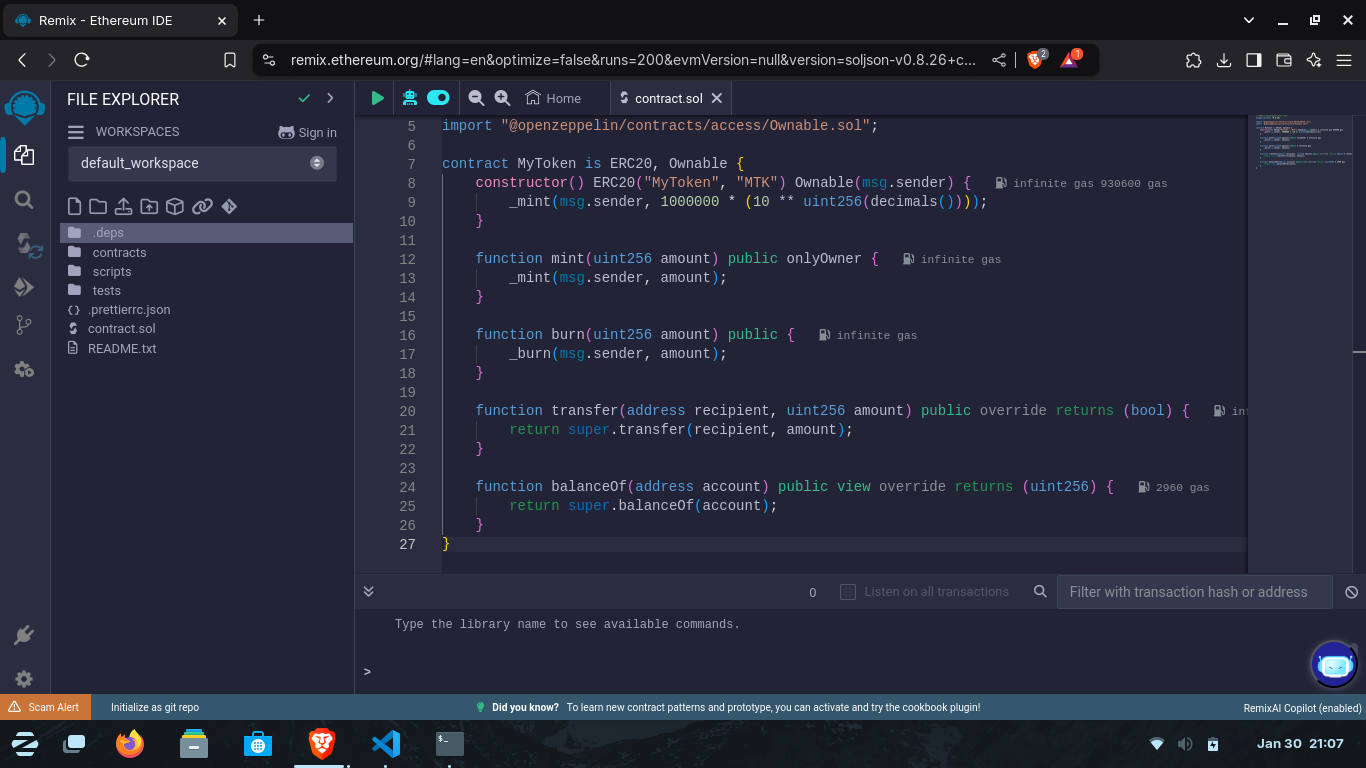 Remix - Ethereum IDE
remix.ethereum.org/#lang=en&optimize=false&runs=200&evmVersion=null&version=soljson-v0.8.26+c...
2
1
FILE EXPLORER
WORKSPACES
Sign in
default_workspace
.deps
contracts
scripts
tests
.prettierrc.json
contract.sol
README.txt
Home
contract.sol
5 import "@openzeppelin/contracts/access/Ownable.sol";
6
7 contract MyToken is ERC20, Ownable {
8 constructor() ERC20("MyToken", "MTK") Ownable(msg.sender) { infinite gas 930600 gas
9 _mint(msg.sender, 1000000 * (10 ** uint256(decimals())));
10 }
11
12 function mint(uint256 amount) public onlyOwner { infinite gas
13 _mint(msg.sender, amount);
14 }
15
16 function burn(uint256 amount) public { infinite gas
17 _burn(msg.sender, amount);
18 }
19
20 function transfer(address recipient, uint256 amount) public override returns (bool) { inf
21 return super.transfer(recipient, amount);
22 }
23
24 function balanceOf(address account) public view override returns (uint256) { 2960 gas
25 return super.balanceOf(account);
26 }
27 }
0
Listen on all transactions
Filter with transaction hash or address
Type the library name to see available commands.
>
Scam Alert
Initialize as git repo
Did you know? To learn new contract patterns and prototype, you can activate and try the cookbook plugin!
RemixAI Copilot (enabled)
$_
Jan 30 21:07